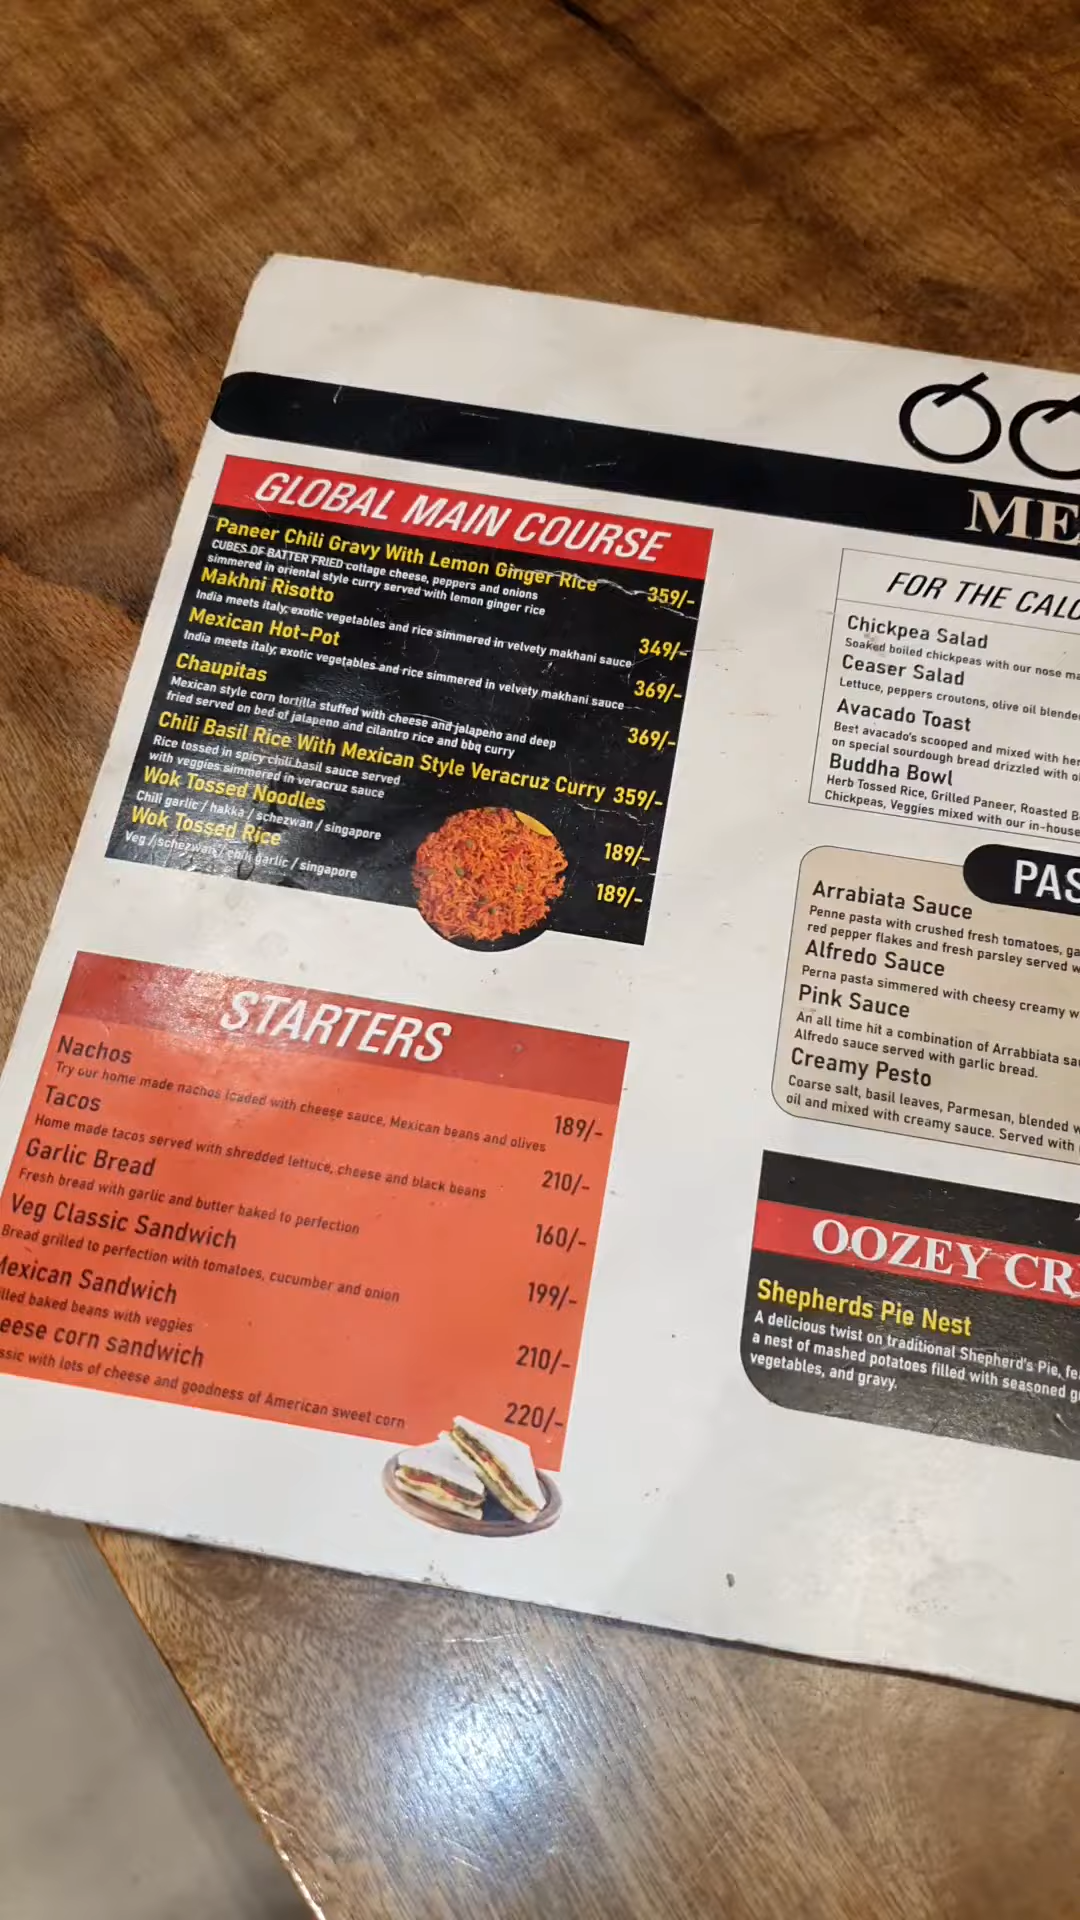 ME
GLOBAL MAIN COURSE
Paneer Chili Gravy With Lemon Ginger Rice 359/-
CUBES OF BATTER FRIED cottage cheese, peppers and onions
simmered in oriental style curry served with lemon ginger rice
Makhni Risotto 349/-
India meets italy, exotic vegetables and rice simmered in velvety makhani sauce
Mexican Hot-Pot 369/-
India meets italy, exotic vegetables and rice simmered in velvety makhani sauce
Chaupitas 369/-
Mexican style corn tortilla stuffed with cheese and jalapeno and deep
fried served on bed of jalapeno and cilantro rice and bbq curry
Chili Basil Rice With Mexican Style Veracruz Curry 359/-
Rice tossed in spicy chili basil sauce served
with veggies simmered in veracruz sauce
Wok Tossed Noodles 189/-
Chili garlic / hakka / schezwan / singapore
Wok Tossed Rice 189/-
Veg / schezwan / chili garlic / singapore
STARTERS
Nachos 189/-
Try our home made nachos loaded with cheese sauce, Mexican beans and olives
Tacos 210/-
Home made tacos served with shredded lettuce, cheese and black beans
Garlic Bread 160/-
Fresh bread with garlic and butter baked to perfection
Veg Classic Sandwich 199/-
Bread grilled to perfection with tomatoes, cucumber and onion
Mexican Sandwich 210/-
lled baked beans with veggies
eese corn sandwich 220/-
ssic with lots of cheese and goodness of American sweet corn
FOR THE CALO
Chickpea Salad
Soaked boiled chickpeas with our nose ma
Ceaser Salad
Lettuce, peppers croutons, olive oil blende
Avacado Toast
Best avacado's scooped and mixed with her
on special sourdough bread drizzled with ol
Buddha Bowl
Herb Tossed Rice, Grilled Paneer, Roasted B
Chickpeas, Veggies mixed with our in-house
PAS
Arrabiata Sauce
Penne pasta with crushed fresh tomatoes, ga
red pepper flakes and fresh parsley served w
Alfredo Sauce
Perna pasta simmered with cheesy creamy w
Pink Sauce
An all time hit a combination of Arrabbiata sau
Alfredo sauce served with garlic bread.
Creamy Pesto
Coarse salt, basil leaves, Parmesan, blended w
oil and mixed with creamy sauce. Served with
OOZEY CR
Shepherds Pie Nest
A delicious twist on traditional Shepherd's Pie, fe
a nest of mashed potatoes filled with seasoned g
vegetables, and gravy.